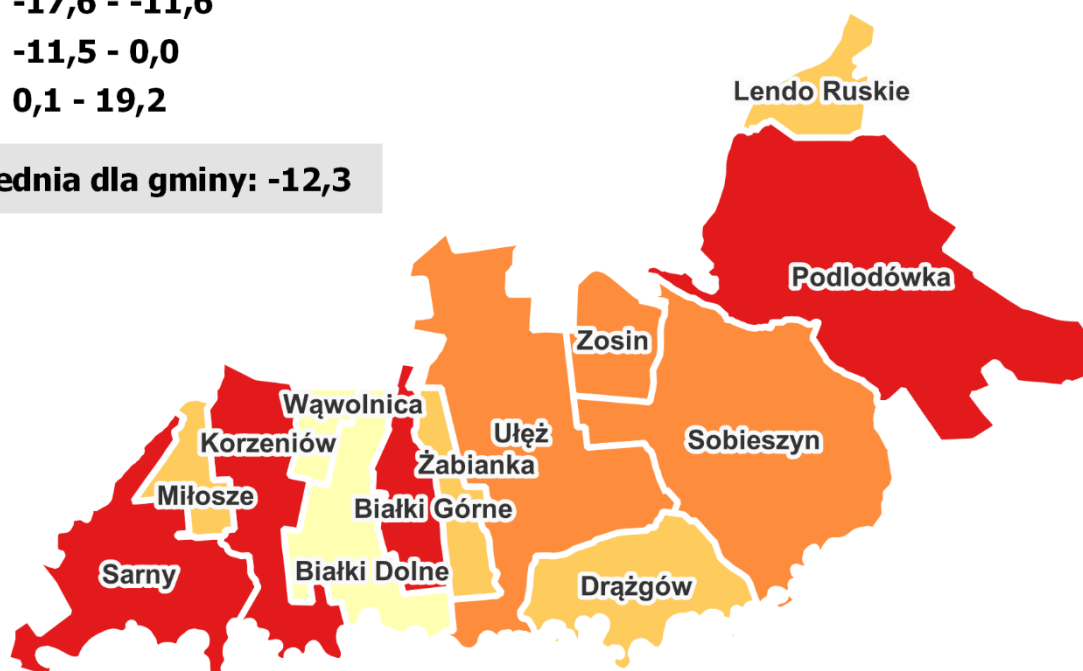 -17,6 - -11,6
-11,5 - 0,0
0,1 - 19,2
ednia dla gminy: -12,3
Lendo Ruskie
Podlodówka
Zosin
Wąwolnica
Ułęż
Sobieszyn
Korzeniów
Żabianka
Miłosze
Białki Górne
Białki Dolne
Sarny
Drążgów